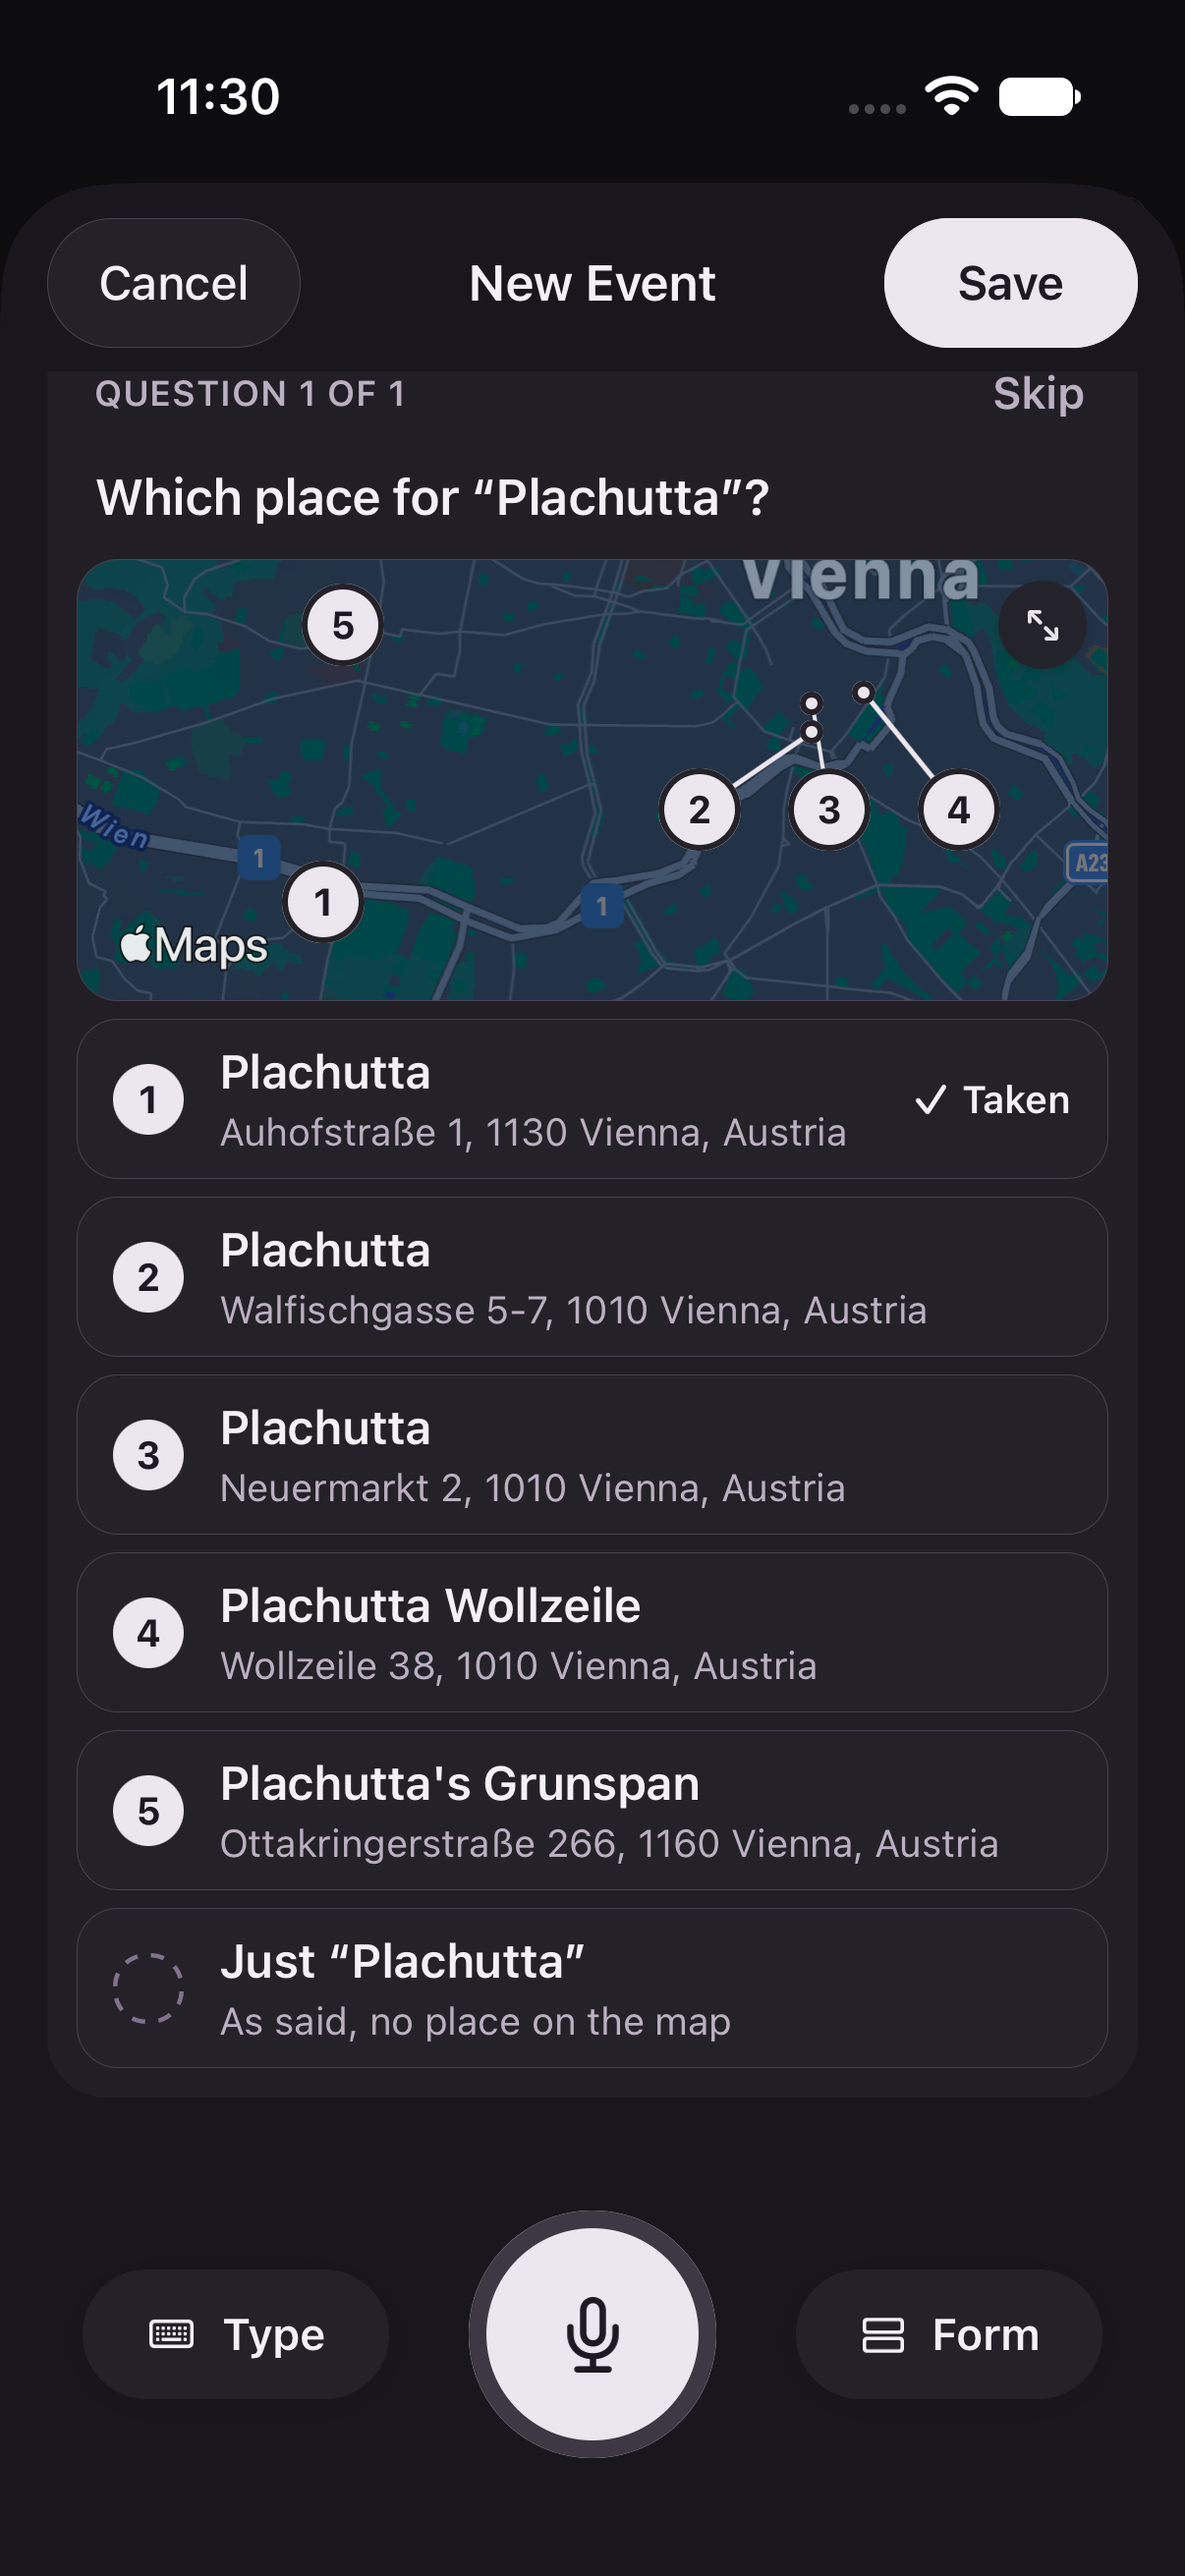 11:30
Cancel
New Event
Save
QUESTION 1 OF 1
Skip
Which place for “Plachutta”?
Vienna
5
2
3
4
Wien
1
1
1
A23
Maps
1
Plachutta
Auhofstraße 1, 1130 Vienna, Austria
Taken
2
Plachutta
Walfischgasse 5-7, 1010 Vienna, Austria
3
Plachutta
Neuermarkt 2, 1010 Vienna, Austria
4
Plachutta Wollzeile
Wollzeile 38, 1010 Vienna, Austria
5
Plachutta's Grunspan
Ottakringerstraße 266, 1160 Vienna, Austria
Just “Plachutta”
As said, no place on the map
Type
Form